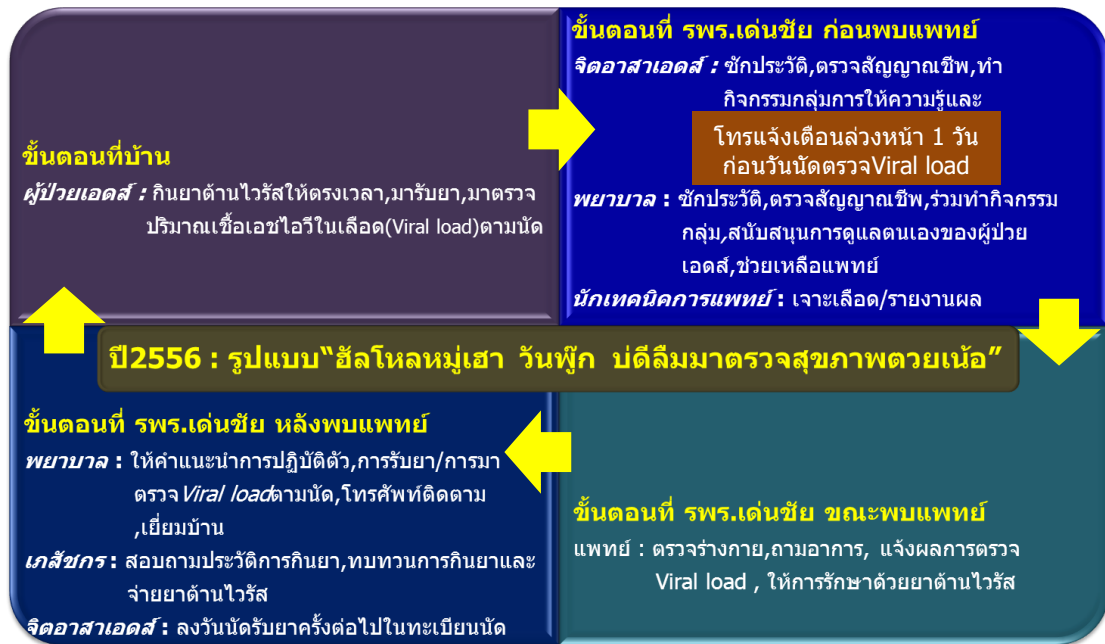 ขั้นตอนที่บ้าน
ผู้ป่วยเอดส์ : กินยาต้านไวรัสให้ตรงเวลา,มารับยา,มาตรวจ
ปริมาณเชื้อเอชไอวีในเลือด(Viral load)ตามนัด
ขั้นตอนที่ รพร.เด่นชัย ก่อนพบแพทย์
จิตอาสาเอดส์ : ซักประวัติ,ตรวจสัญญาณชีพ,ทำ
กิจกรรมกลุ่มการให้ความรู้และ
โทรแจ้งเตือนล่วงหน้า 1 วัน
ก่อนวันนัดตรวจViral load
พยาบาล : ซักประวัติ,ตรวจสัญญาณชีพ,ร่วมทำกิจกรรม
กลุ่ม,สนับสนุนการดูแลตนเองของผู้ป่วย
เอดส์,ช่วยเหลือแพทย์
นักเทคนิคการแพทย์ : เจาะเลือด/รายงานผล
ปี2556 : รูปแบบ“ฮัลโหลหมู่เฮา วันพุ๊ก บ่ดีลืมมาตรวจสุขภาพตวยเน้อ”
ขั้นตอนที่ รพร.เด่นชัย หลังพบแพทย์
พยาบาล : ให้คำแนะนำการปฏิบัติตัว,การรับยา/การมา
ตรวจ Viral loadตามนัด,โทรศัพท์ติดตาม
,เยี่ยมบ้าน
เภสัชกร : สอบถามประวัติการกินยา,ทบทวนการกินยาและ
จ่ายยาต้านไวรัส
จิตอาสาเอดส์ : ลงวันนัดรับยาครั้งต่อไปในทะเบียนนัด
ขั้นตอนที่ รพร.เด่นชัย ขณะพบแพทย์
แพทย์ : ตรวจร่างกาย,ถามอาการ, แจ้งผลการตรวจ
Viral load , ให้การรักษาด้วยยาต้านไวรัส